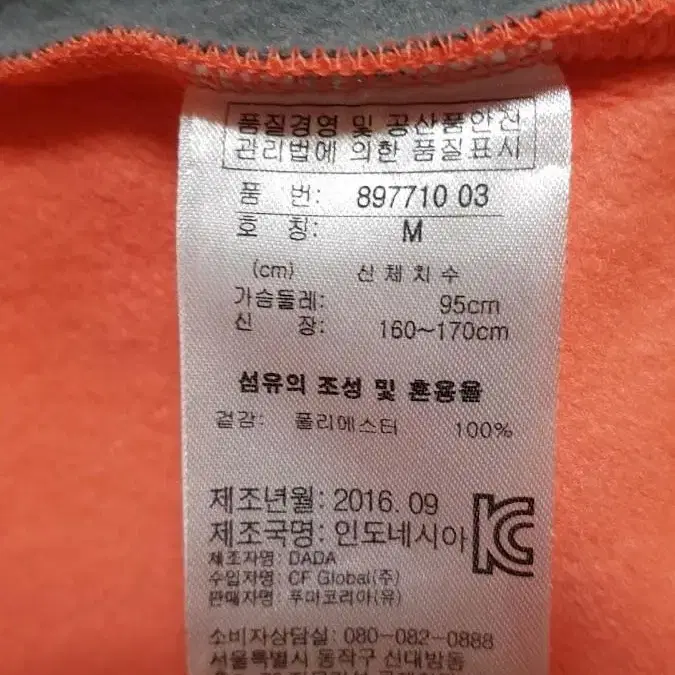 품질경영 및 공산품안전
관리법에 의한 품질표시
품 번: 897710 03
호 칭: M
(cm) 신체치수
가슴둘레: 95cm
신 장: 160~170cm
섬유의 조성 및 혼용율
겉감: 폴리에스터 100%
제조년월: 2016. 09
제조국명: 인도네시아
제조자명: DADA
수입자명: CF Global(주)
판매자명: 푸마코리아(유)
소비자상담실: 080-082-0888
서울특별시 동작구 신대방동